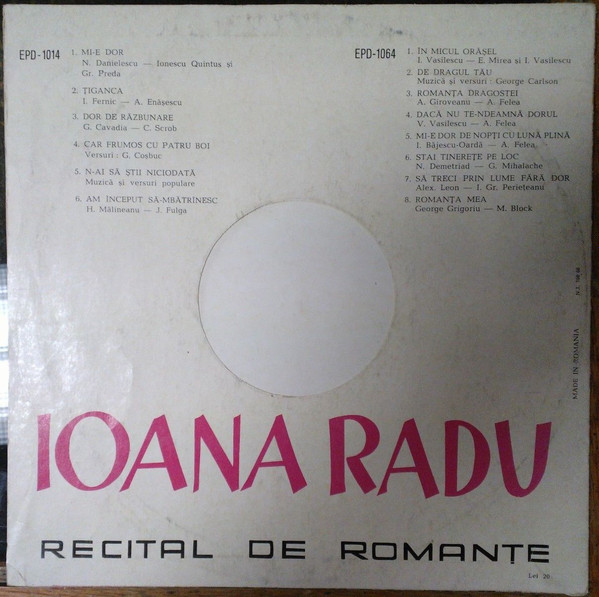 EPD-1014
1. MI-E DOR
N. Danielescu — Ionescu Quintus și
Gr. Preda
2. ȚIGANCA
I. Fernic — A. Enășescu
3. DOR DE RĂZBUNARE
G. Cavadia — C. Scrob
4. CAR FRUMOS CU PATRU BOI
Versuri : G. Coșbuc
5. N-AI SĂ ȘTII NICIODATĂ
Muzică și versuri populare
6. AM ÎNCEPUT SĂ-MBĂTRÎNESC
H. Mălineanu — J. Fulga
EPD-1064
1. ÎN MICUL ORĂȘEL
I. Vasilescu — E. Mirea și I. Vasilescu
2. DE DRAGUL TĂU
Muzică și versuri : George Carlson
3. ROMANȚA DRAGOSTEI
A. Giroveanu — A. Felea
4. DACĂ NU TE-NDEAMNĂ DORUL
V. Vasilescu — A. Felea
5. MI-E DOR DE NOPȚI CU LUNĂ PLINĂ
I. Băjescu-Oardă — A. Felea
6. STAI TINEREȚE PE LOC
N. Demetriad — G. Mihalache
7. SĂ TRECI PRIN LUME FĂRĂ DOR
Alex. Leon — I. Gr. Periețeanu
8. ROMANȚA MEA
George Grigoriu — M. Block
MADE IN ROMANIA
IOANA RADU
RECITAL DE ROMANȚE
Lei 20